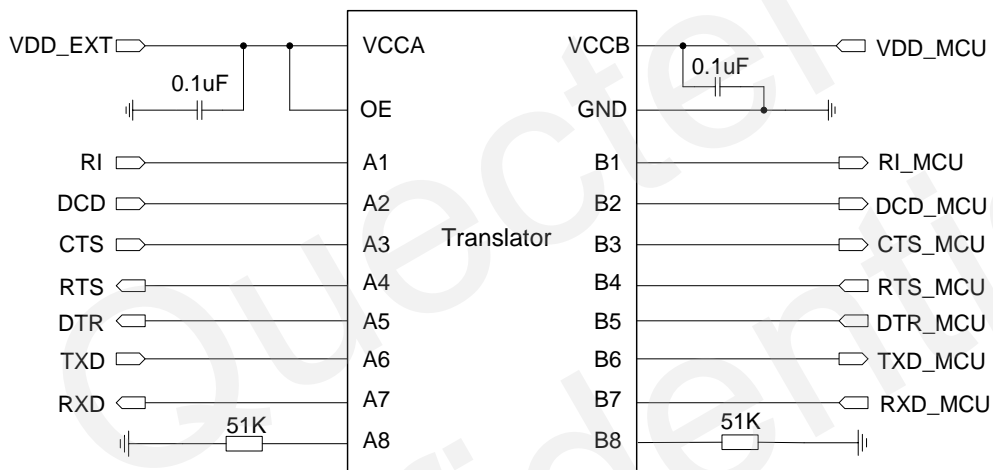 VDD_EXT VCCA VCCB VDD_MCU
0.1uF 0.1uF
OE GND
RI A1 B1 RI_MCU
DCD A2 B2 DCD_MCU
Translator
CTS A3 B3 CTS_MCU
RTS A4 B4 RTS_MCU
DTR A5 B5 DTR_MCU
TXD A6 B6 TXD_MCU
RXD A7 B7 RXD_MCU
51K A8 B8 51K
Quectel